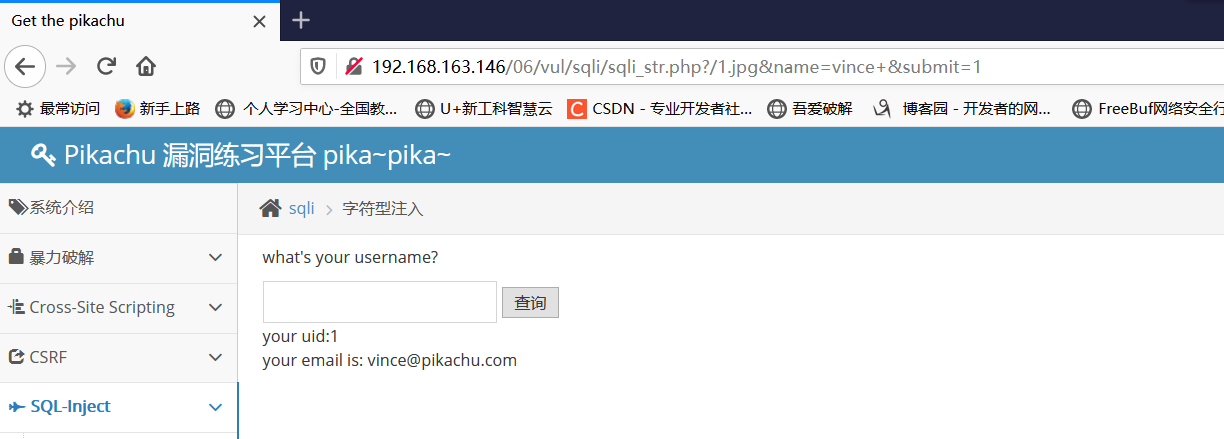 Get the pikachu
192.168.163.146/06/vul/sqli/sqli_str.php?/1.jpg&name=vince+&submit=1
最常访问 新手上路 个人学习中心-全国教... U+新工科智慧云 CSDN - 专业开发者社... 吾爱破解 博客园 - 开发者的网... FreeBuf网络安全行
Pikachu 漏洞练习平台 pika~pika~
系统介绍
sqli > 字符型注入
暴力破解
what's your username?
Cross-Site Scripting
查询
your uid:1
CSRF
your email is: vince@pikachu.com
SQL-Inject